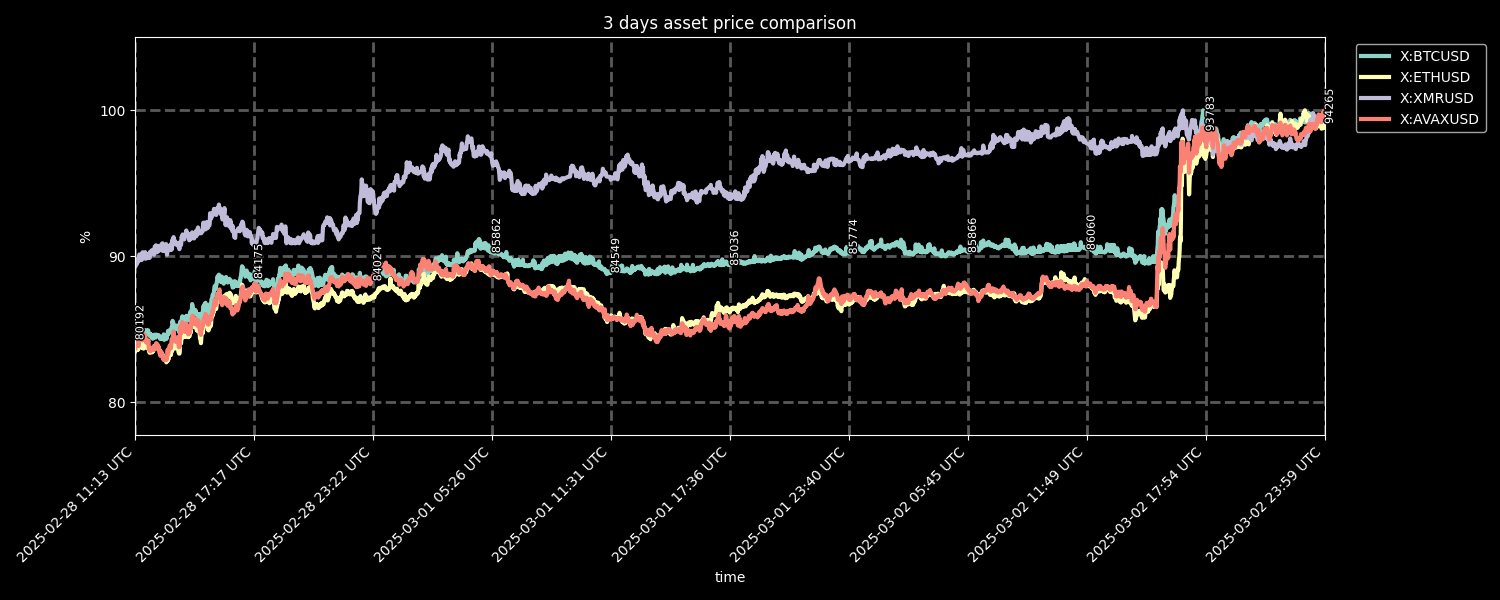 3 days asset price comparison
X:BTCUSD
X:ETHUSD
X:XMRUSD
X:AVAXUSD
100
90
80
%
80192
84175
84024
85862
84549
85036
85774
85866
86060
93783
94265
2025-02-28 11:13 UTC
2025-02-28 17:17 UTC
2025-02-28 23:22 UTC
2025-03-01 05:26 UTC
2025-03-01 11:31 UTC
2025-03-01 17:36 UTC
2025-03-01 23:40 UTC
2025-03-02 05:45 UTC
2025-03-02 11:49 UTC
2025-03-02 17:54 UTC
2025-03-02 23:59 UTC
time